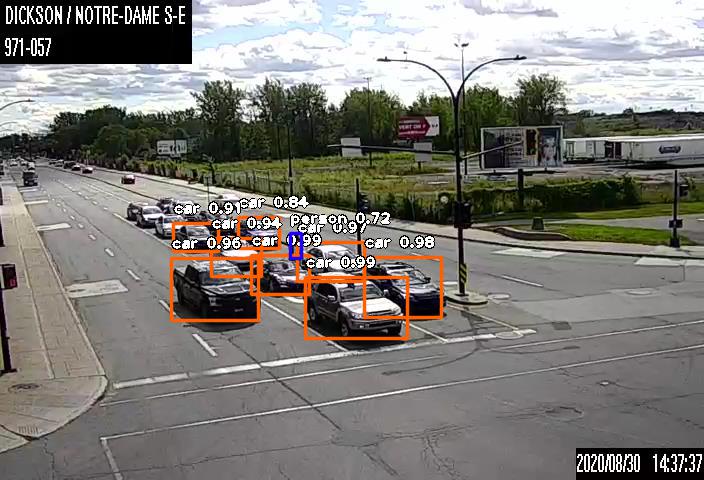 DICKSON / NOTRE-DAME S-E
971-057
car 0.84
car 0.91
person 0.72
car 0.94
car 0.97
car 0.96
car 0.99
car 0.98
car 0.99
2020/08/30 14:37:37